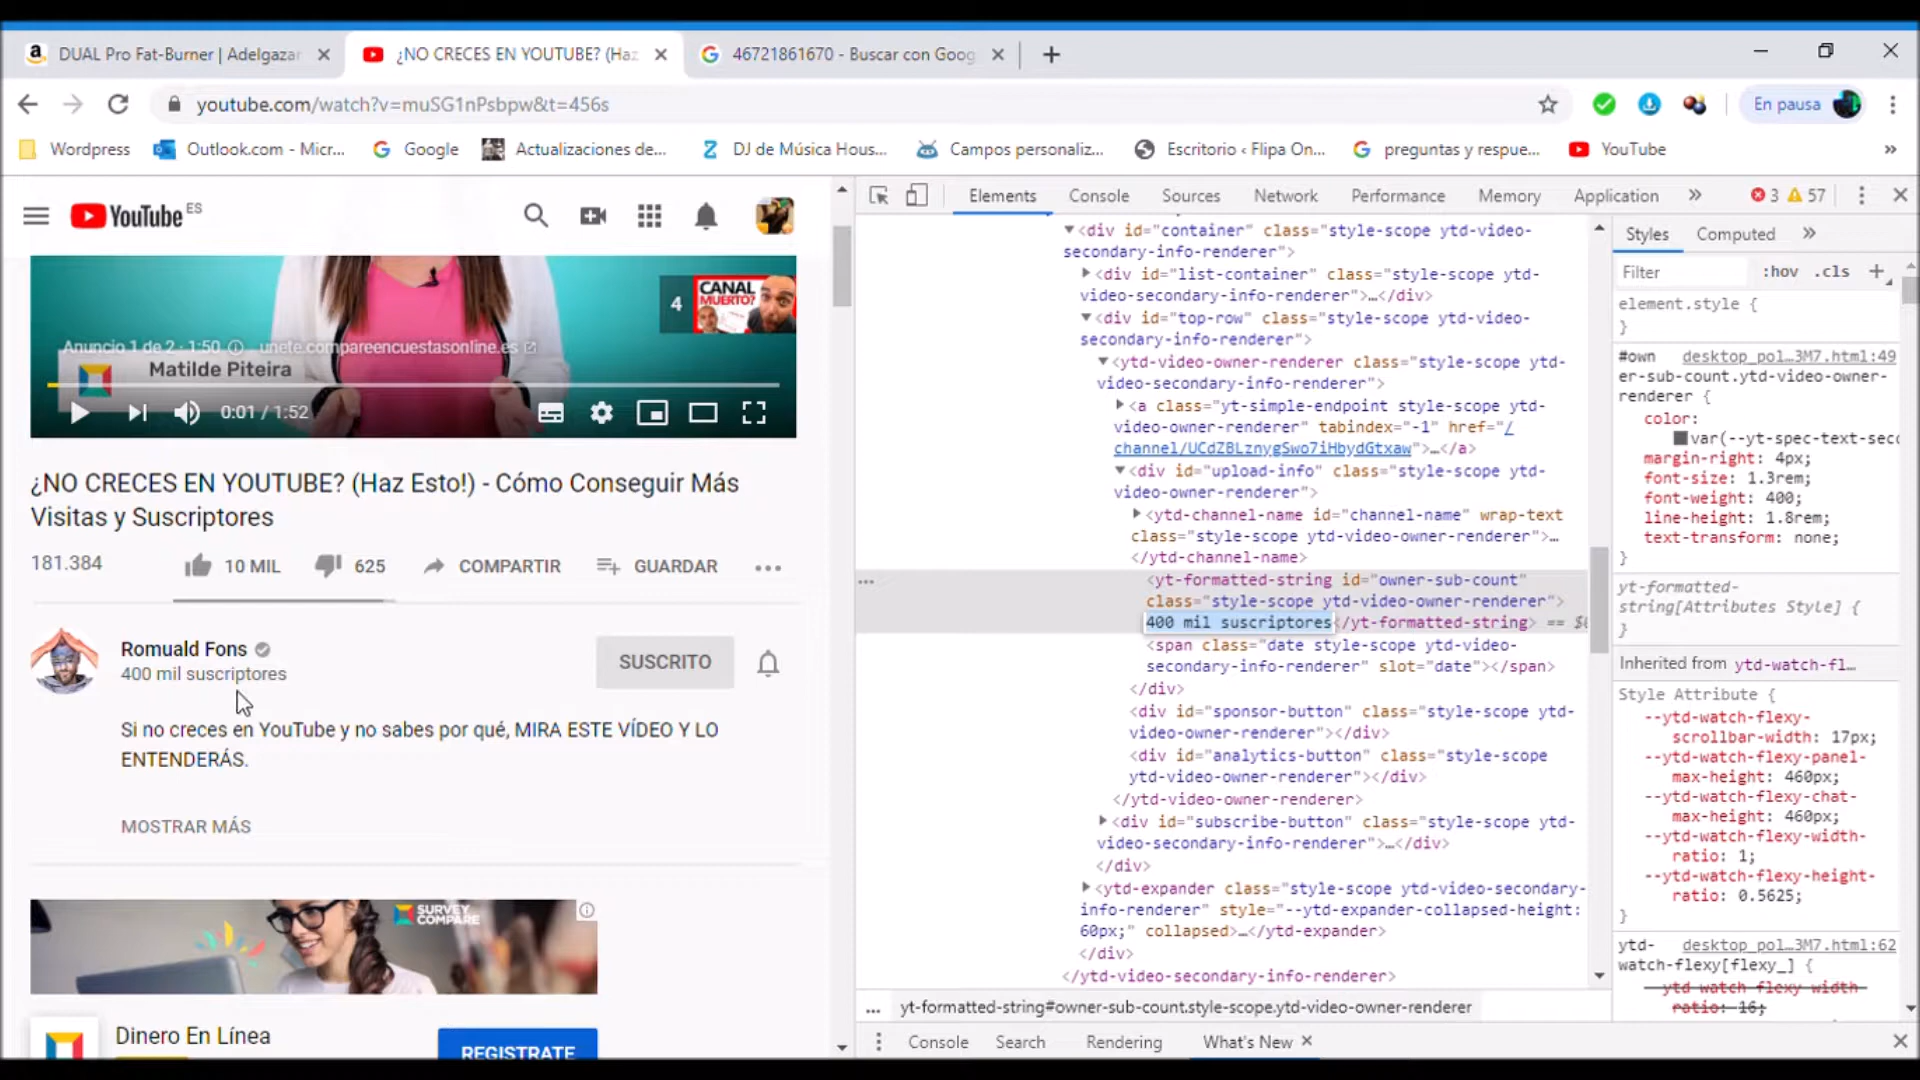 DUAL Pro Fat-Burner | Adelgazar
¿NO CRECES EN YOUTUBE? (Haz
46721861670 - Buscar con Goog
youtube.com/watch?v=muSG1nPsbpw&t=456s
En pausa
Wordpress
Outlook.com - Micr...
Google
Actualizaciones de...
DJ de Música Hous...
Campos personaliz...
Escritorio ‹ Flipa On...
preguntas y respue...
YouTube
»
YouTube ES
4
CANAL
MUERTO?
Anuncio 1 de 2 · 1:50 unete.compareencuestasonline.es
Matilde Piteira
0:01 / 1:52
¿NO CRECES EN YOUTUBE? (Haz Esto!) - Cómo Conseguir Más
Visitas y Suscriptores
181.384
10 MIL
625
COMPARTIR
GUARDAR
Romuald Fons
400 mil suscriptores
SUSCRITO
Si no creces en YouTube y no sabes por qué, MIRA ESTE VÍDEO Y LO
ENTENDERÁS.
MOSTRAR MÁS
SURVEY
COMPARE
Dinero En Línea
REGISTRATE
Elements
Console
Sources
Network
Performance
Memory
Application
»
3
57
<div id="container" class="style-scope ytd-video-
secondary-info-renderer">
<div id="list-container" class="style-scope ytd-
video-secondary-info-renderer">…</div>
<div id="top-row" class="style-scope ytd-video-
secondary-info-renderer">
<ytd-video-owner-renderer class="style-scope ytd-
video-secondary-info-renderer">
<a class="yt-simple-endpoint style-scope ytd-
video-owner-renderer" tabindex="-1" href="/
channel/UCdZBLznygSwo7iHbydGtxaw">…</a>
<div id="upload-info" class="style-scope ytd-
video-owner-renderer">
<ytd-channel-name id="channel-name" wrap-text
class="style-scope ytd-video-owner-renderer">…
</ytd-channel-name>
<yt-formatted-string id="owner-sub-count"
class="style-scope ytd-video-owner-renderer">
400 mil suscriptores</yt-formatted-string> == $
<span class="date style-scope ytd-video-
secondary-info-renderer" slot="date"></span>
</div>
<div id="sponsor-button" class="style-scope ytd-
video-owner-renderer"></div>
<div id="analytics-button" class="style-scope
ytd-video-owner-renderer"></div>
</ytd-video-owner-renderer>
<div id="subscribe-button" class="style-scope ytd-
video-secondary-info-renderer">…</div>
</div>
<ytd-expander class="style-scope ytd-video-secondary-
info-renderer" style="--ytd-expander-collapsed-height:
60px;" collapsed>…</ytd-expander>
</div>
</ytd-video-secondary-info-renderer>
... yt-formatted-string#owner-sub-count.style-scope.ytd-video-owner-renderer
Console
Search
Rendering
What's New
Styles
Computed
»
Filter
:hov
.cls
+
element.style {
}
#own desktop_pol…3M7.html:49
er-sub-count.ytd-video-owner-
renderer {
color:
var(--yt-spec-text-sec
margin-right: 4px;
font-size: 1.3rem;
font-weight: 400;
line-height: 1.8rem;
text-transform: none;
}
yt-formatted-
string[Attributes Style] {
}
Inherited from ytd-watch-fl…
Style Attribute {
--ytd-watch-flexy-
scrollbar-width: 17px;
--ytd-watch-flexy-panel-
max-height: 460px;
--ytd-watch-flexy-chat-
max-height: 460px;
--ytd-watch-flexy-width-
ratio: 1;
--ytd-watch-flexy-height-
ratio: 0.5625;
}
ytd- desktop_pol…3M7.html:62
watch-flexy[flexy_] {
--ytd-watch-flexy-width-
ratio: 16;